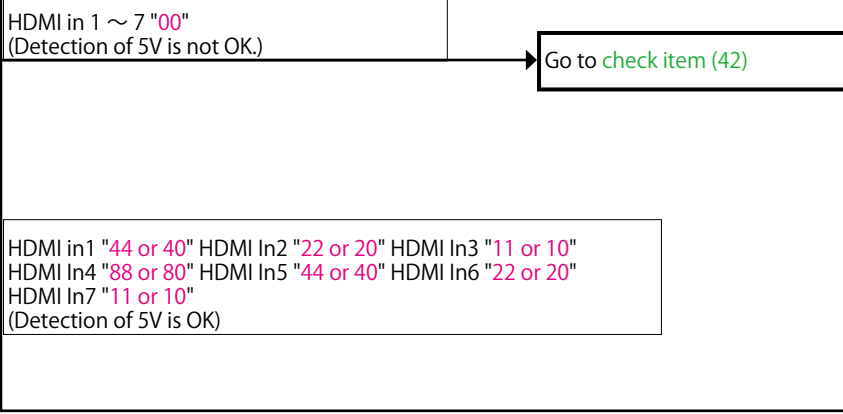 HDMI in 1 ～ 7 "00"
(Detection of 5V is not OK.)
Go to check item (42)
HDMI in1 "44 or 40" HDMI In2 "22 or 20" HDMI In3 "11 or 10"
HDMI In4 "88 or 80" HDMI In5 "44 or 40" HDMI In6 "22 or 20"
HDMI In7 "11 or 10"
(Detection of 5V is OK)